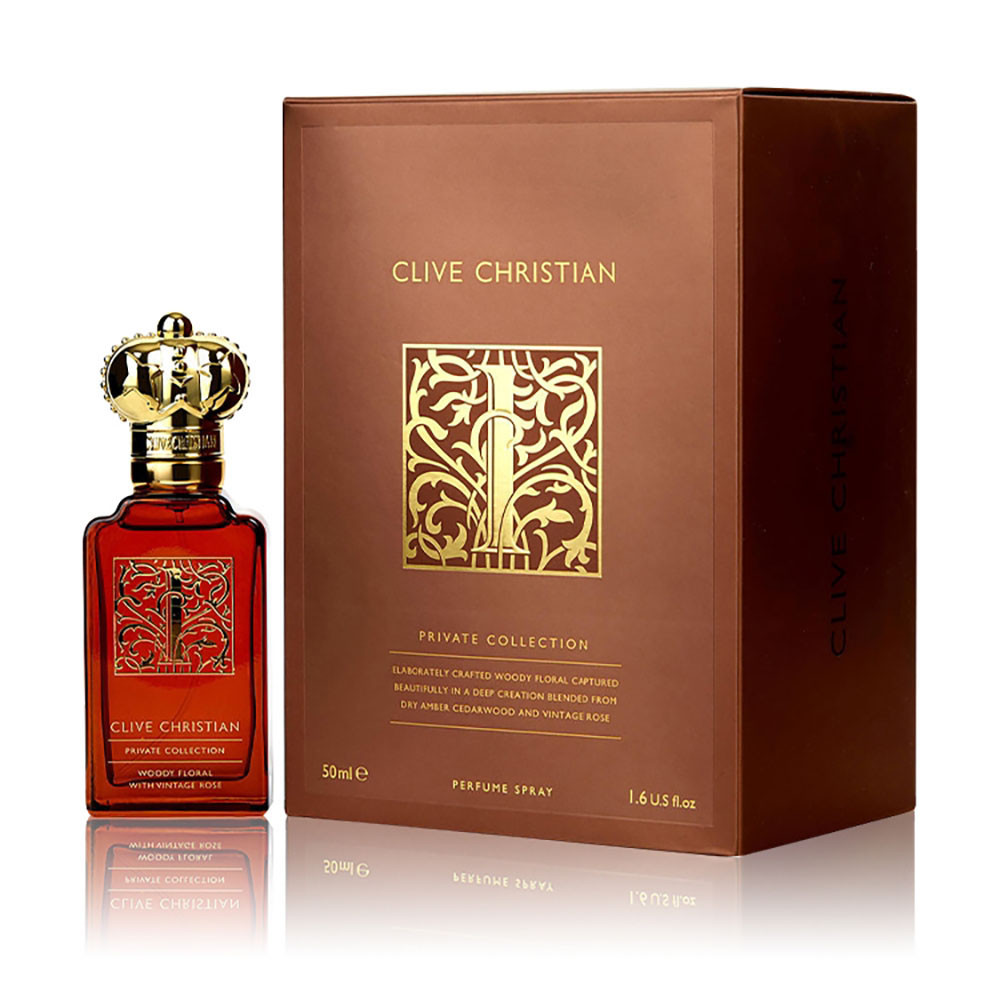 CLIVE CHRISTIAN
I
PRIVATE COLLECTION
ELABORATELY CRAFTED WOODY FLORAL CAPTURED
BEAUTIFULLY IN A DEEP CREATION BLENDED FROM
DRY AMBER CEDARWOOD AND VINTAGE ROSE
50ml ℮
PERFUME SPRAY
1.6 U.S fl.oz
CLIVE CHRISTIAN
CLIVE CHRISTIAN
I
CLIVE CHRISTIAN
PRIVATE COLLECTION
WOODY FLORAL
WITH VINTAGE ROSE